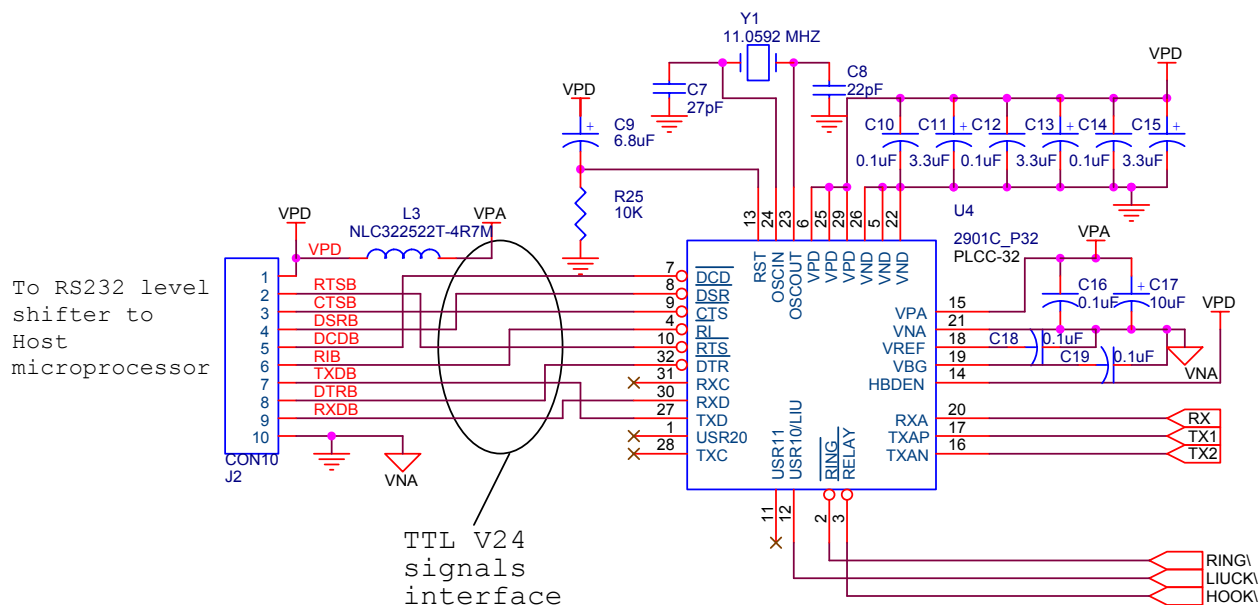 Y1
11.0592 MHZ
C7
27pF
C8
22pF
VPD
VPD
C9
6.8uF
R25
10K
C10
C11
C12
C13
C14
C15
0.1uF
3.3uF
0.1uF
3.3uF
0.1uF
3.3uF
VPD
L3
NLC322522T-4R7M
VPA
VPD
To RS232 level
shifter to
Host
microprocessor
1
2
3
4
5
6
7
8
9
10
CON10
J2
RTSB
CTSB
DSRB
DCDB
RIB
TXDB
DTRB
RXDB
VNA
TTL V24
signals
interface
13
24
23
6
25
29
26
5
22
RST
OSCIN
OSCOUT
VPD
VPD
VPD
VND
VND
VND
U4
2901C_P32
PLCC-32
7
DCD
8
DSR
9
CTS
4
RI
10
RTS
32
DTR
31
RXC
30
RXD
27
TXD
1
USR20
28
TXC
VPA
15
VNA
21
VREF
18
VBG
19
HBDEN
14
RXA
20
TXAP
17
TXAN
16
VPA
C16
0.1uF
C17
10uF
VPD
C18
0.1uF
C19
0.1uF
VNA
RX
TX1
TX2
USR11
USR10/LIU
RING
RELAY
11
12
2
3
RING\
LIUCK\
HOOK\